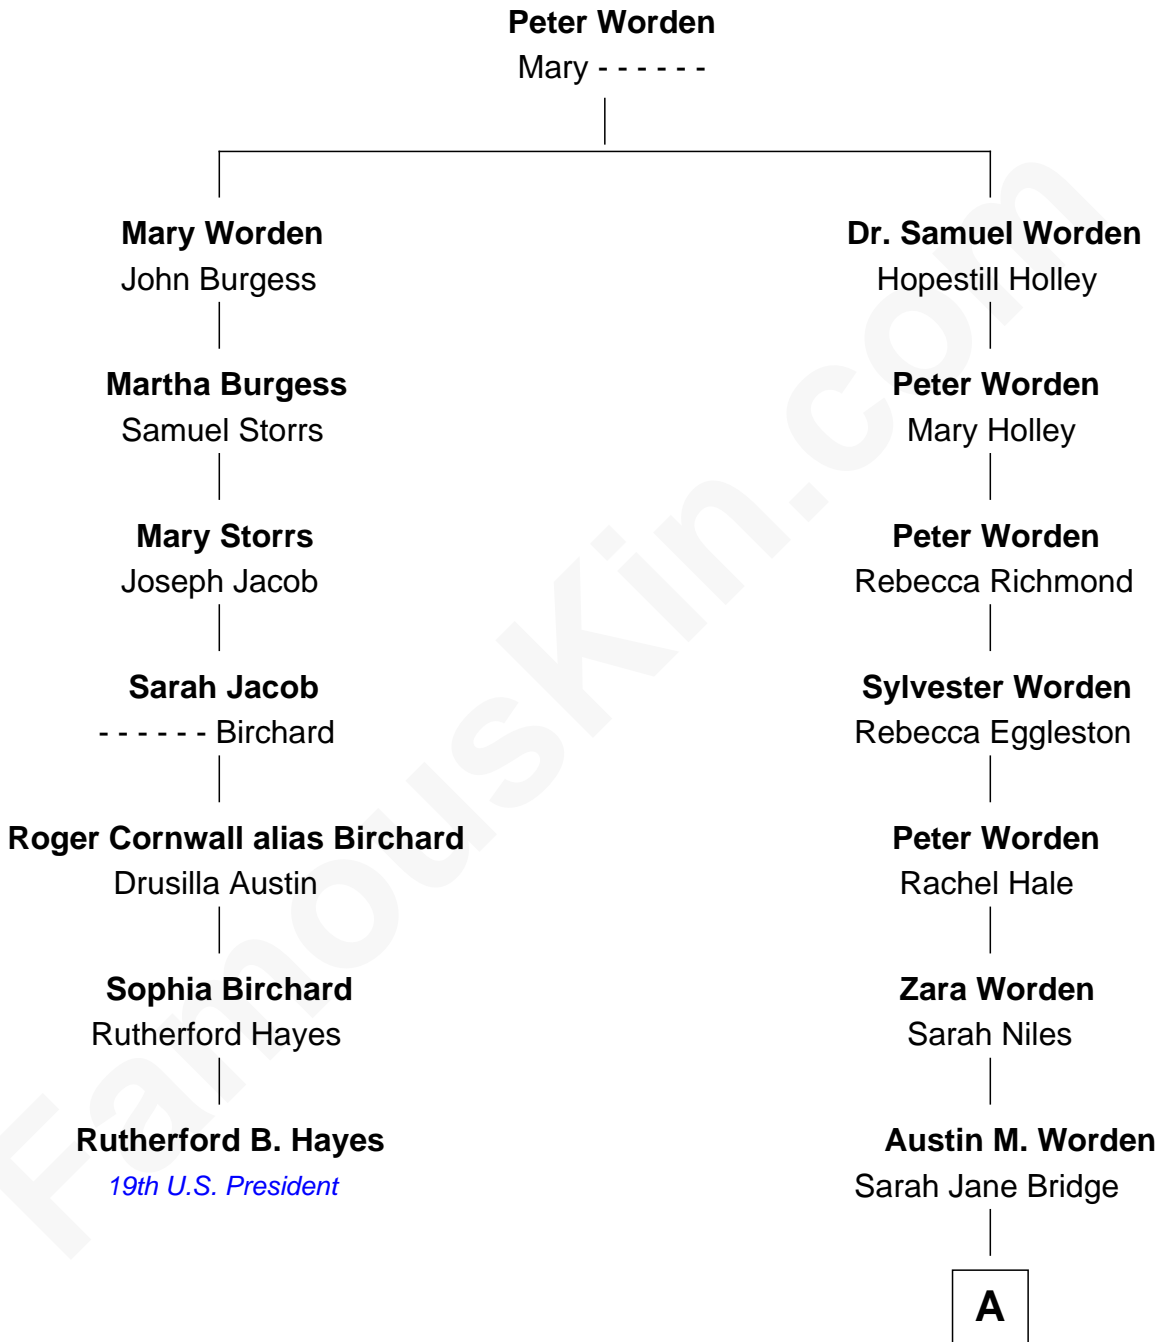 Peter Worden
Mary - - - - - -
Mary Worden
John Burgess
Dr. Samuel Worden
Hopestill Holley
Martha Burgess
Samuel Storrs
Peter Worden
Mary Holley
Mary Storrs
Joseph Jacob
Peter Worden
Rebecca Richmond
Sarah Jacob
- - - - - - Birchard
Sylvester Worden
Rebecca Eggleston
Roger Cornwall alias Birchard
Drusilla Austin
Peter Worden
Rachel Hale
Sophia Birchard
Rutherford Hayes
Zara Worden
Sarah Niles
Rutherford B. Hayes
19th U.S. President
Austin M. Worden
Sarah Jane Bridge
A
FamousKin.com